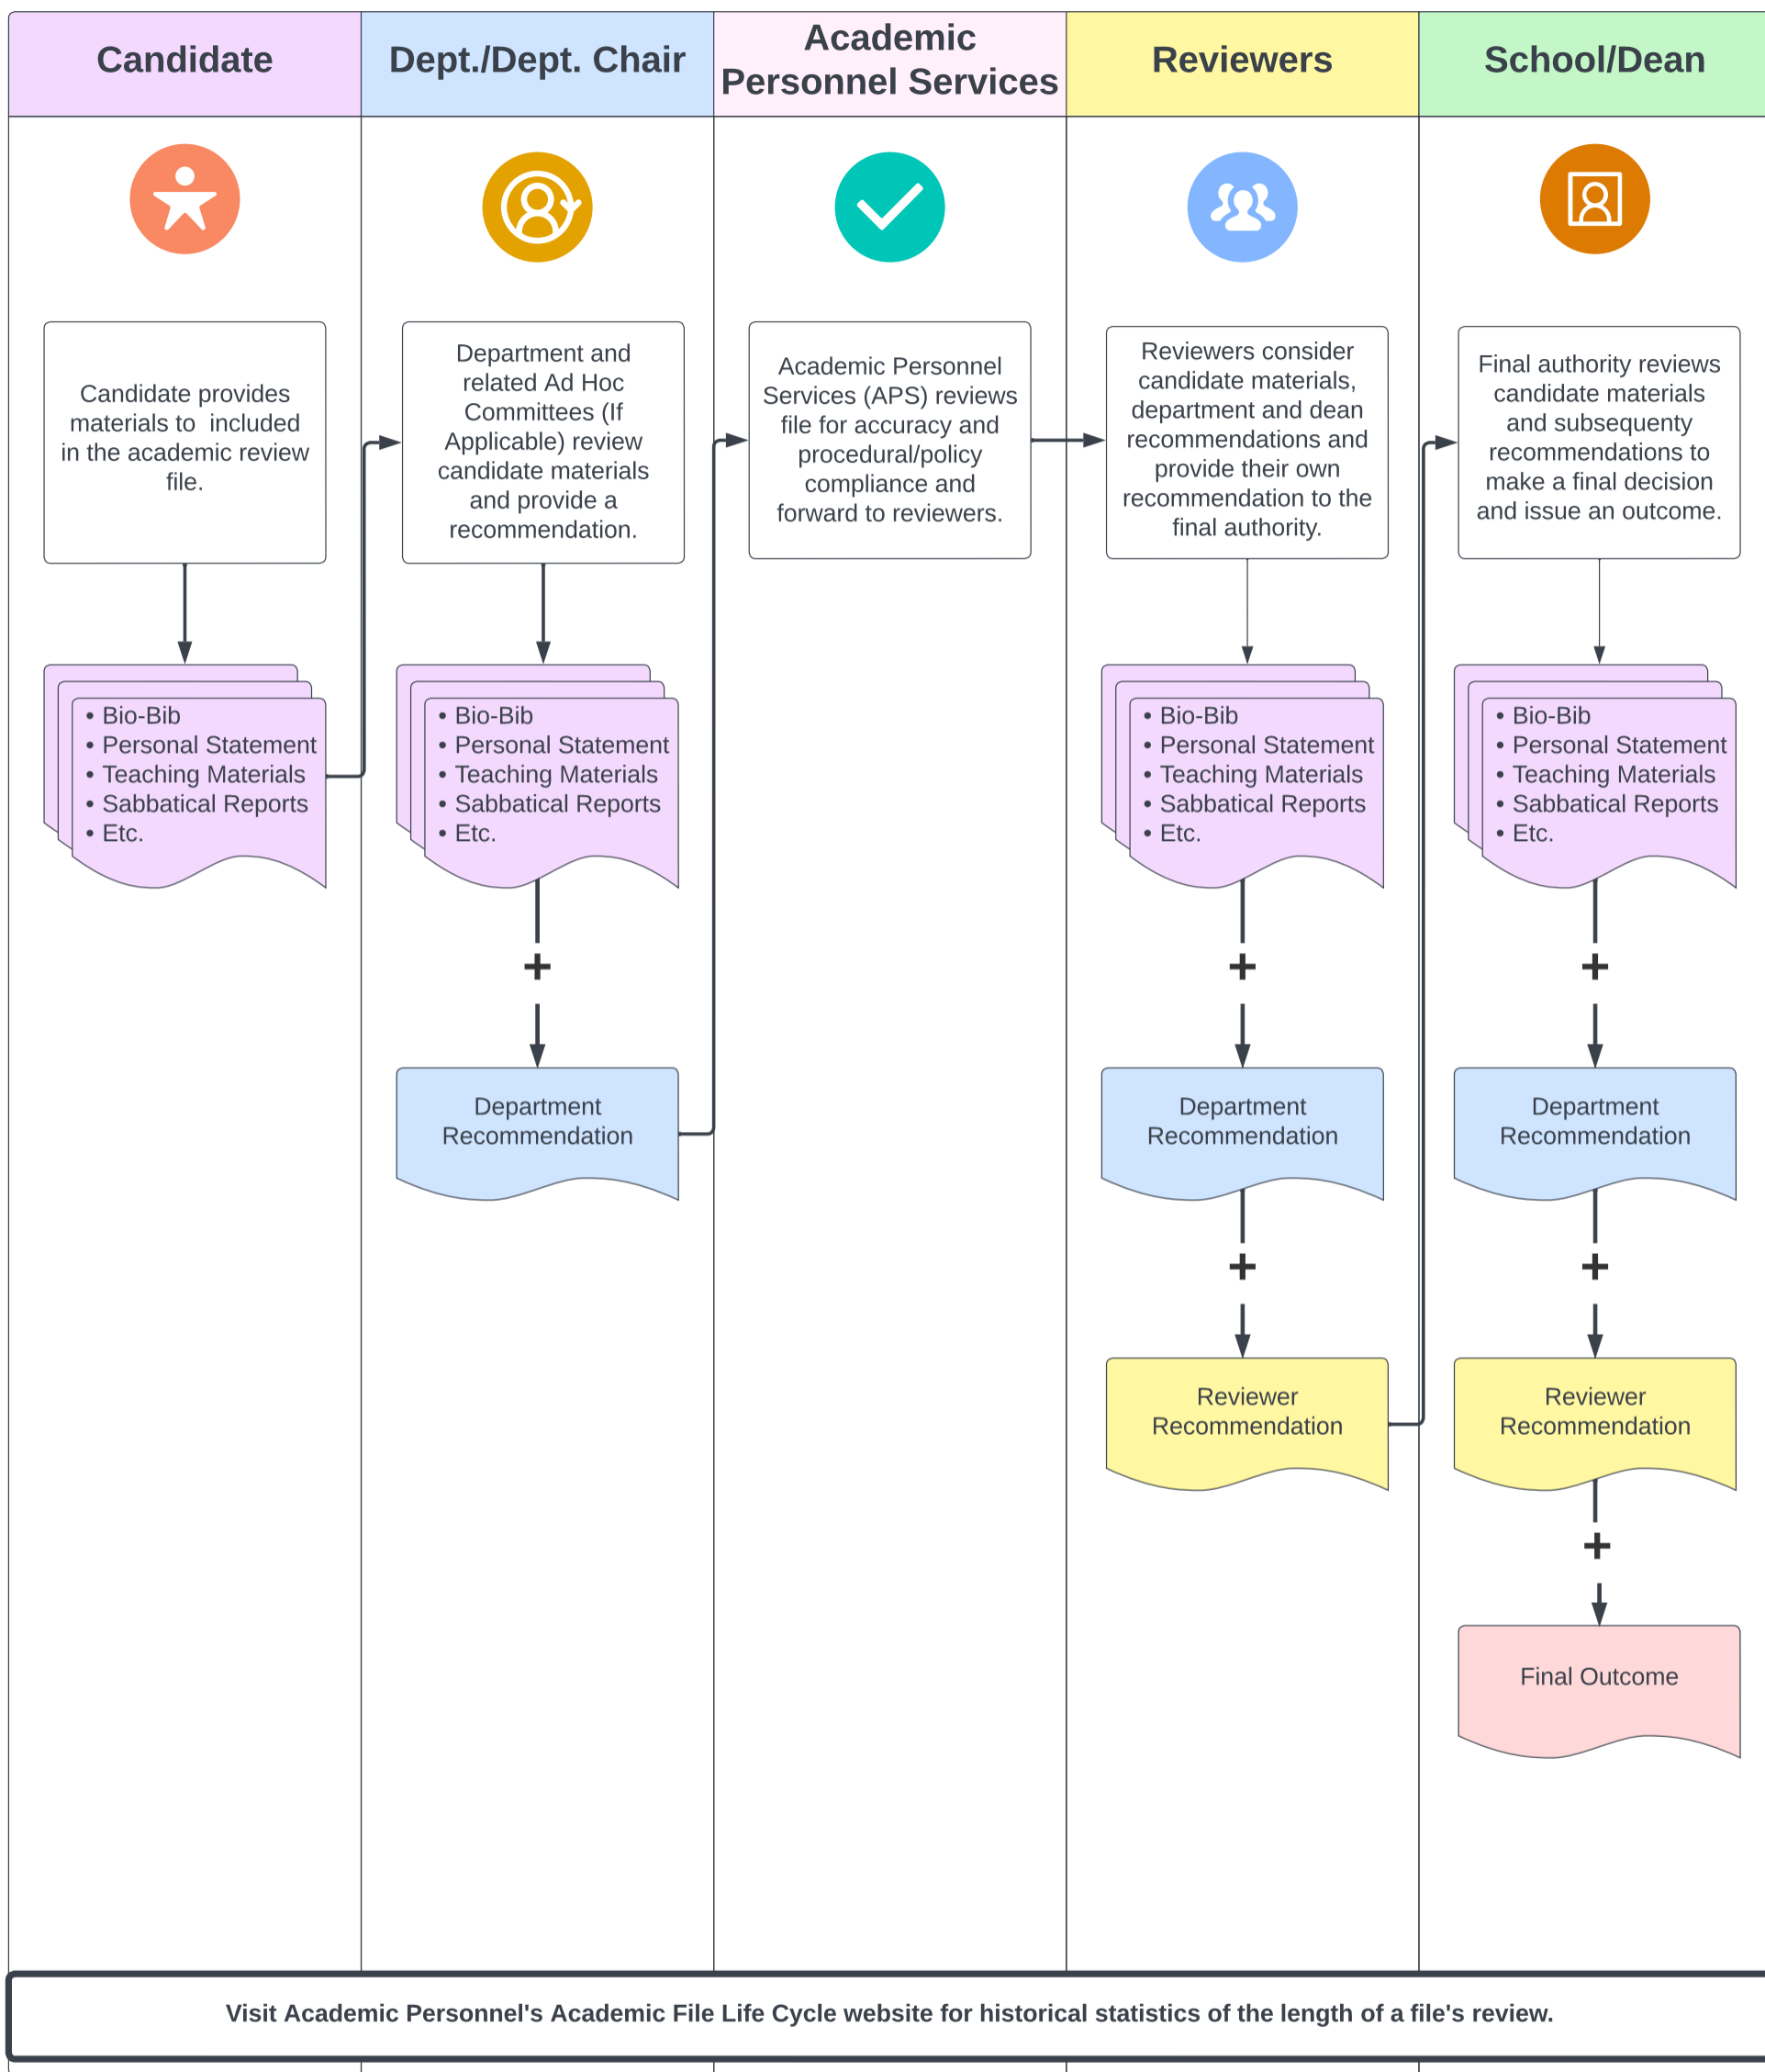 Candidate
Dept./Dept. Chair
Academic
Personnel Services
Reviewers
School/Dean
Candidate provides
materials to  included
in the academic review
file.
Department and
related Ad Hoc
Committees (If
Applicable) review
candidate materials
and provide a
recommendation.
Academic Personnel
Services (APS) reviews
file for accuracy and
procedural/policy
compliance and
forward to reviewers.
Reviewers consider
candidate materials,
department and dean
recommendations and
provide their own
recommendation to the
final authority.
Final authority reviews
candidate materials
and subsequenty
recommendations to
make a final decision
and issue an outcome.
• Bio-Bib
• Personal Statement
• Teaching Materials
• Sabbatical Reports
• Etc.
• Bio-Bib
• Personal Statement
• Teaching Materials
• Sabbatical Reports
• Etc.
• Bio-Bib
• Personal Statement
• Teaching Materials
• Sabbatical Reports
• Etc.
• Bio-Bib
• Personal Statement
• Teaching Materials
• Sabbatical Reports
• Etc.
+
+
+
Department
Recommendation
Department
Recommendation
Department
Recommendation
+
+
Reviewer
Recommendation
Reviewer
Recommendation
+
Final Outcome
Visit Academic Personnel's Academic File Life Cycle website for historical statistics of the length of a file's review.